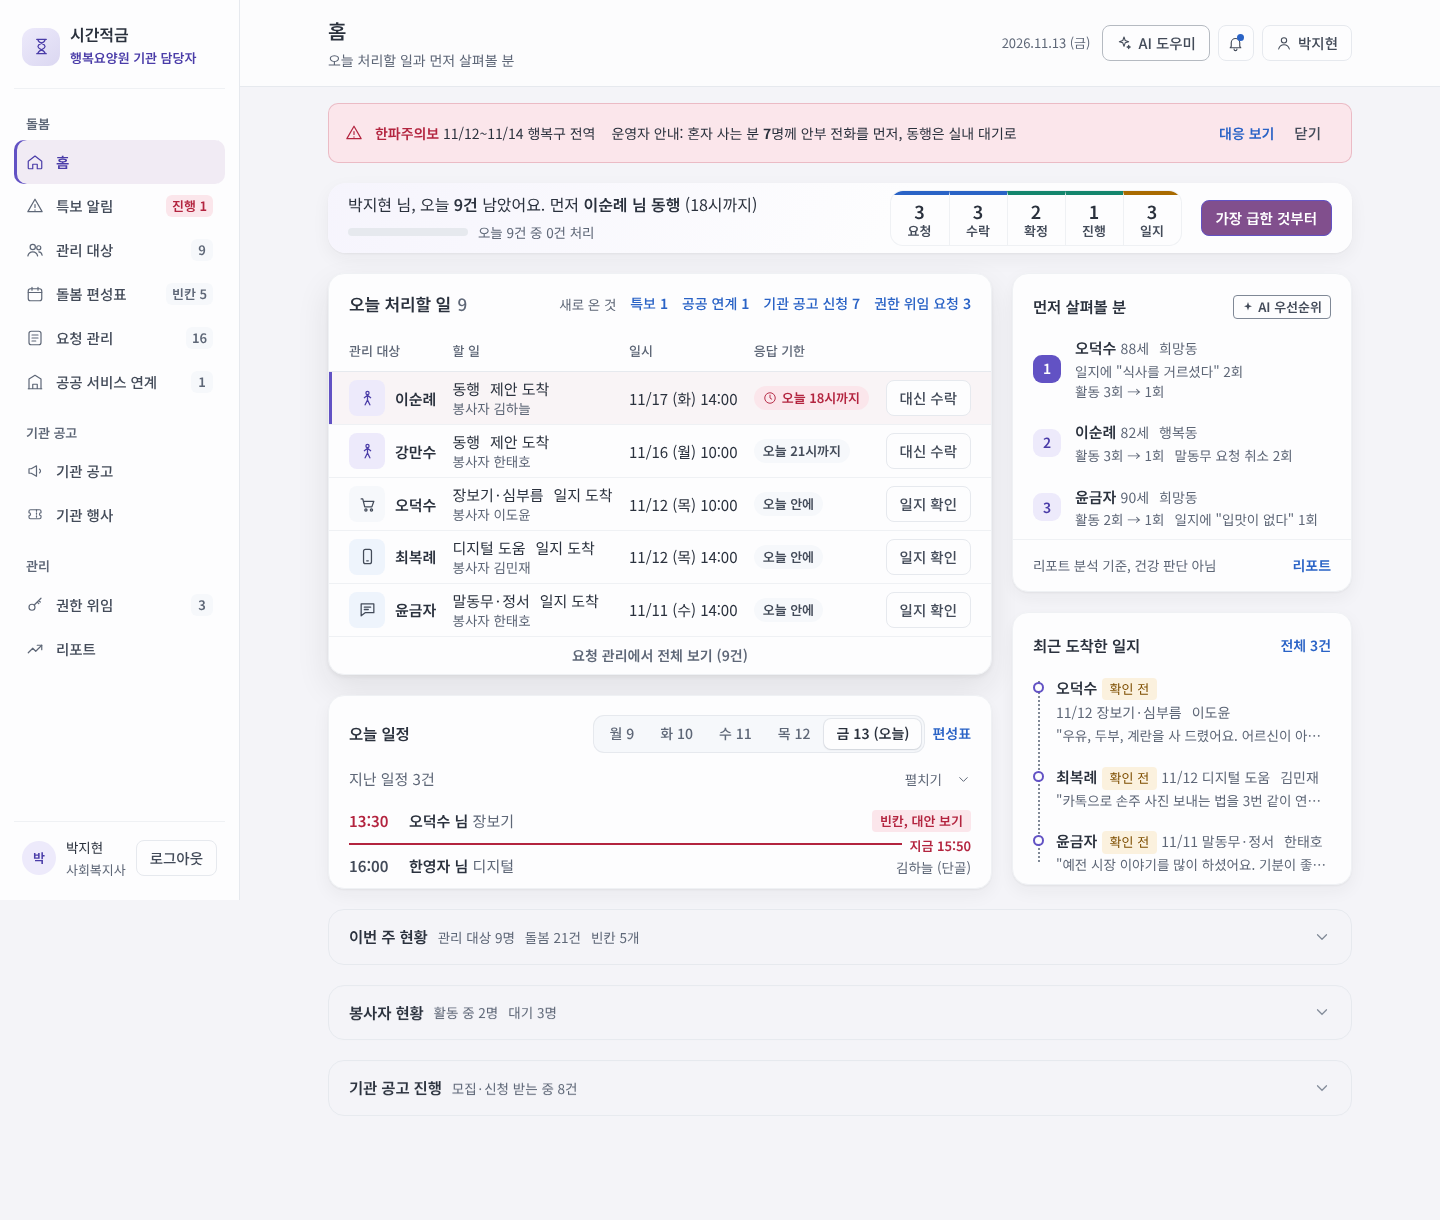 시간적금
행복요양원 기관 담당자
돌봄
홈
특보 알림 진행 1
관리 대상 9
돌봄 편성표 빈칸 5
요청 관리 16
공공 서비스 연계 1
기관 공고
기관 공고
기관 행사
관리
권한 위임 3
리포트
박 박지현
사회복지사
로그아웃
홈
오늘 처리할 일과 먼저 살펴볼 분
2026.11.13 (금) AI 도우미 박지현
한파주의보 11/12~11/14 행복구 전역 운영자 안내: 혼자 사는 분 7명께 안부 전화를 먼저, 동행은 실내 대기로 대응 보기 닫기
박지현 님, 오늘 9건 남았어요. 먼저 이순례 님 동행 (18시까지)
오늘 9건 중 0건 처리
3 요청
3 수락
2 확정
1 진행
3 일지
가장 급한 것부터
오늘 처리할 일 9 새로 온 것 특보 1 공공 연계 1 기관 공고 신청 7 권한 위임 요청 3
관리 대상 할 일 일시 응답 기한
이순례 동행 제안 도착 11/17 (화) 14:00 오늘 18시까지 대신 수락
봉사자 김하늘
강만수 동행 제안 도착 11/16 (월) 10:00 오늘 21시까지 대신 수락
봉사자 한태호
오덕수 장보기·심부름 일지 도착 11/12 (목) 10:00 오늘 안에 일지 확인
봉사자 이도윤
최복례 디지털 도움 일지 도착 11/12 (목) 14:00 오늘 안에 일지 확인
봉사자 김민재
윤금자 말동무·정서 일지 도착 11/11 (수) 14:00 오늘 안에 일지 확인
봉사자 한태호
요청 관리에서 전체 보기 (9건)
오늘 일정 월 9 화 10 수 11 목 12 금 13 (오늘) 편성표
지난 일정 3건 펼치기
13:30 오덕수 님 장보기 빈칸, 대안 보기
지금 15:50
16:00 한영자 님 디지털 김하늘 (단골)
먼저 살펴볼 분 AI 우선순위
1 오덕수 88세 희망동
일지에 "식사를 거르셨다" 2회
활동 3회 → 1회
2 이순례 82세 행복동
활동 3회 → 1회 말동무 요청 취소 2회
3 윤금자 90세 희망동
활동 2회 → 1회 일지에 "입맛이 없다" 1회
리포트 분석 기준, 건강 판단 아님 리포트
최근 도착한 일지 전체 3건
오덕수 확인 전
11/12 장보기·심부름 이도윤
"우유, 두부, 계란을 사 드렸어요. 어르신이 아…
최복례 확인 전 11/12 디지털 도움 김민재
"카톡으로 손주 사진 보내는 법을 3번 같이 연…
윤금자 확인 전 11/11 말동무·정서 한태호
"예전 시장 이야기를 많이 하셨어요. 기분이 좋…
이번 주 현황 관리 대상 9명 돌봄 21건 빈칸 5개
봉사자 현황 활동 중 2명 대기 3명
기관 공고 진행 모집·신청 받는 중 8건